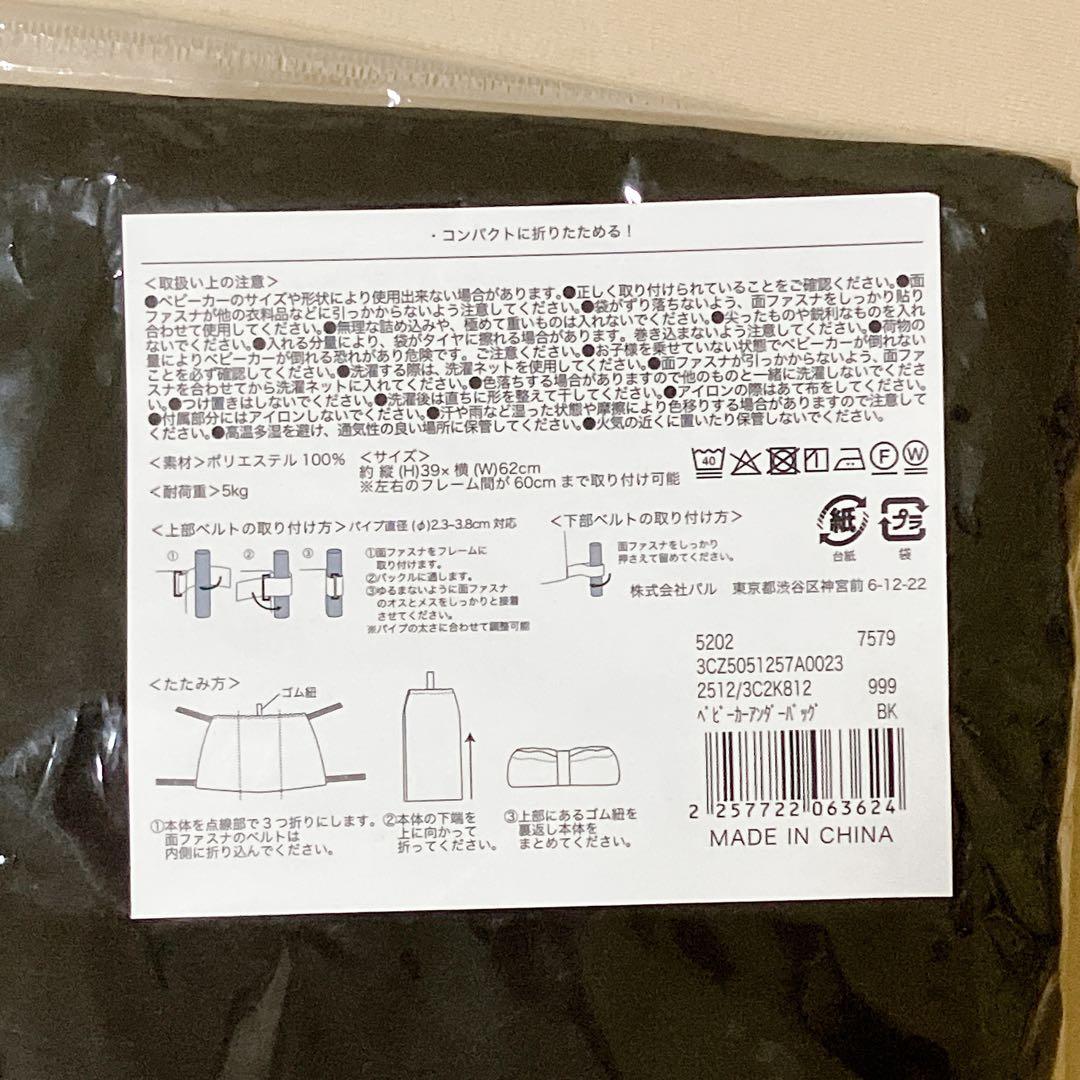 ・コンパクトに折りたためる！
＜取扱い上の注意＞
●ベビーカーのサイズや形状により使用出来ない場合があります。●正しく取り付けられていることをご確認ください。●面
ファスナが他の衣料品などに引っかからないよう注意してください。●袋がずり落ちないよう、面ファスナをしっかり貼り
合わせて使用してください。●無理な詰め込みや、極めて重いものは入れないでください。●尖ったものや鋭利なものを入れ
ないでください。●入れる分量により、袋がタイヤに擦れる場合があります。巻き込まないよう注意してください。●荷物の
量によりベビーカーが倒れる恐れがあり危険です。ご注意ください。●お子様を乗せていない状態でベビーカーが倒れない
ことを必ず確認してください。●洗濯する際は、洗濯ネットを使用してください。●面ファスナが引っかからないよう、面ファ
スナを合わせてから洗濯ネットに入れてください。●色落ちする場合がありますので他のものと一緒に洗濯しないでくださ
い。●つけ置きはしないでください。●洗濯後は直ちに形を整えて干してください。●アイロンの際はあて布をしてください。
●付属部分にはアイロンしないでください。●汗や雨など湿った状態や摩擦により色移りする場合がありますので注意して
ください。●高温多湿を避け、通気性の良い場所に保管してください。●火気の近くに置いたり保管しないでください。
＜素材＞ポリエステル 100%
＜サイズ＞
約 縦 (H)39× 横 (W)62cm
※左右のフレーム間が 60cm まで取り付け可能
＜耐荷重＞5kg
40 F W
紙
台紙
プラ
袋
＜上部ベルトの取り付け方＞パイプ直径 (φ)2.3–3.8cm 対応
① ② ③
①面ファスナをフレームに
取り付けます。
②バックルに通します。
③ゆるまないように面ファスナ
のオスとメスをしっかりと接着
させてください。
※パイプの太さに合わせて調整可能
＜下部ベルトの取り付け方＞
面ファスナをしっかり
押さえて留めてください。
株式会社パル 東京都渋谷区神宮前 6-12-22
5202 7579
3CZ5051257A0023
2512/3C2K812 999
ﾍﾞﾋﾞｰｶｰｱﾝﾀﾞｰﾊﾞｯｸﾞ BK
2 257722 063624
MADE IN CHINA
＜たたみ方＞
ゴム紐
①本体を点線部で３つ折りにします。
面ファスナのベルトは
内側に折り込んでください。
②本体の下端を
上に向かって
折ってください。
③上部にあるゴム紐を
裏返し本体を
まとめてください。